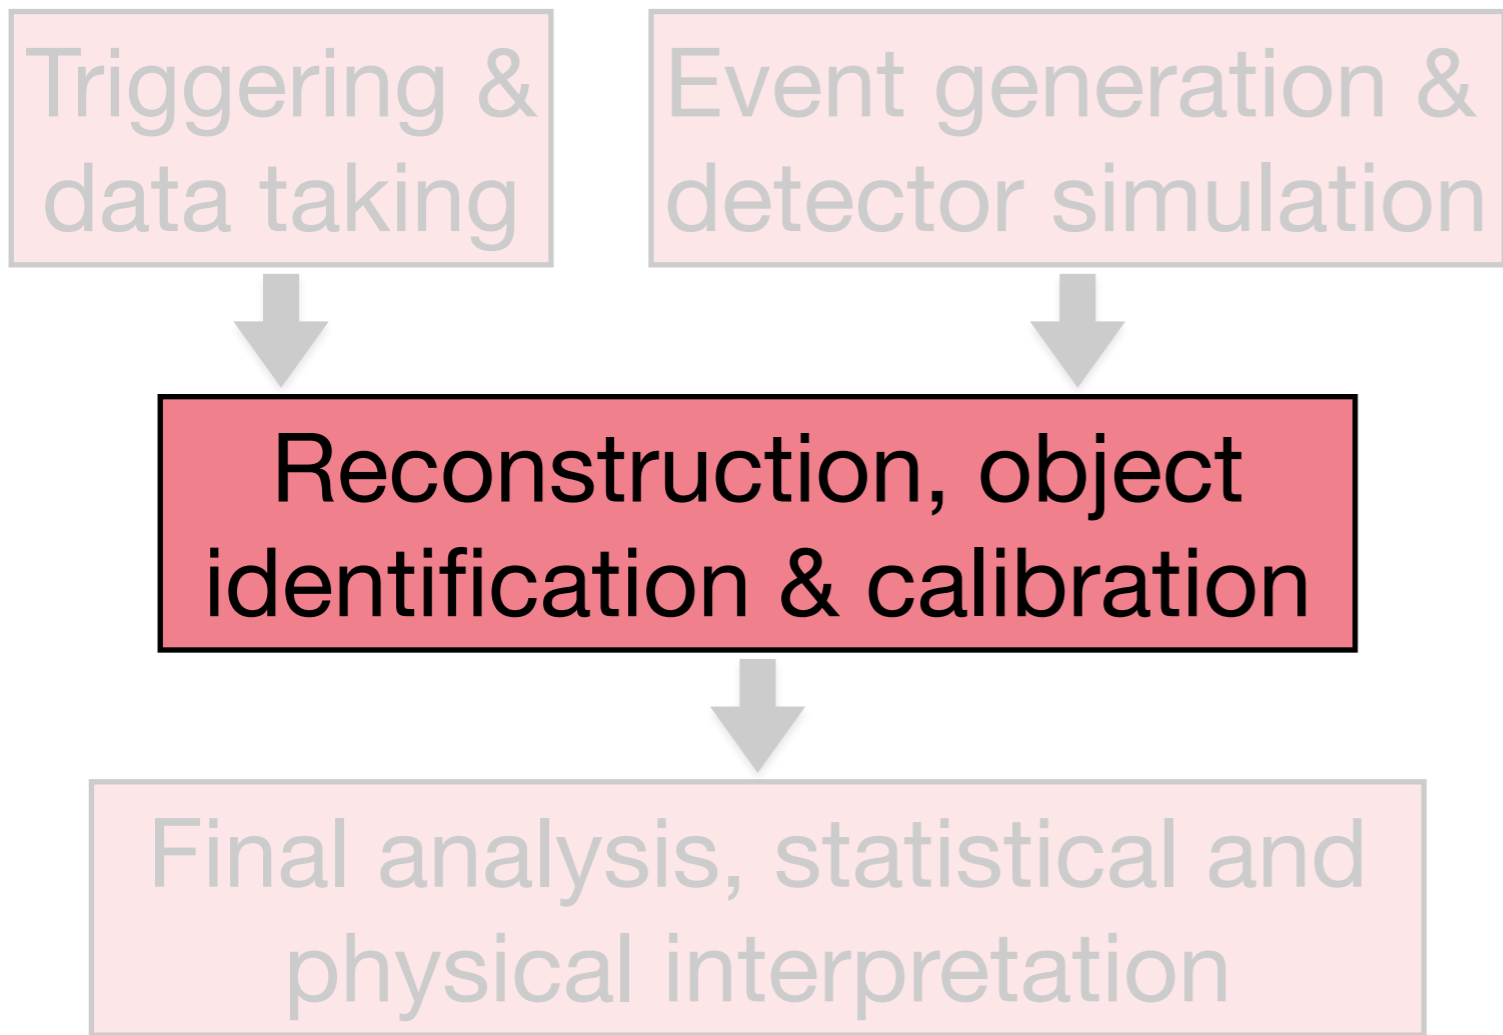 Triggering &
data taking
Event generation &
detector simulation
Reconstruction, object
identification & calibration
Final analysis, statistical and
physical interpretation